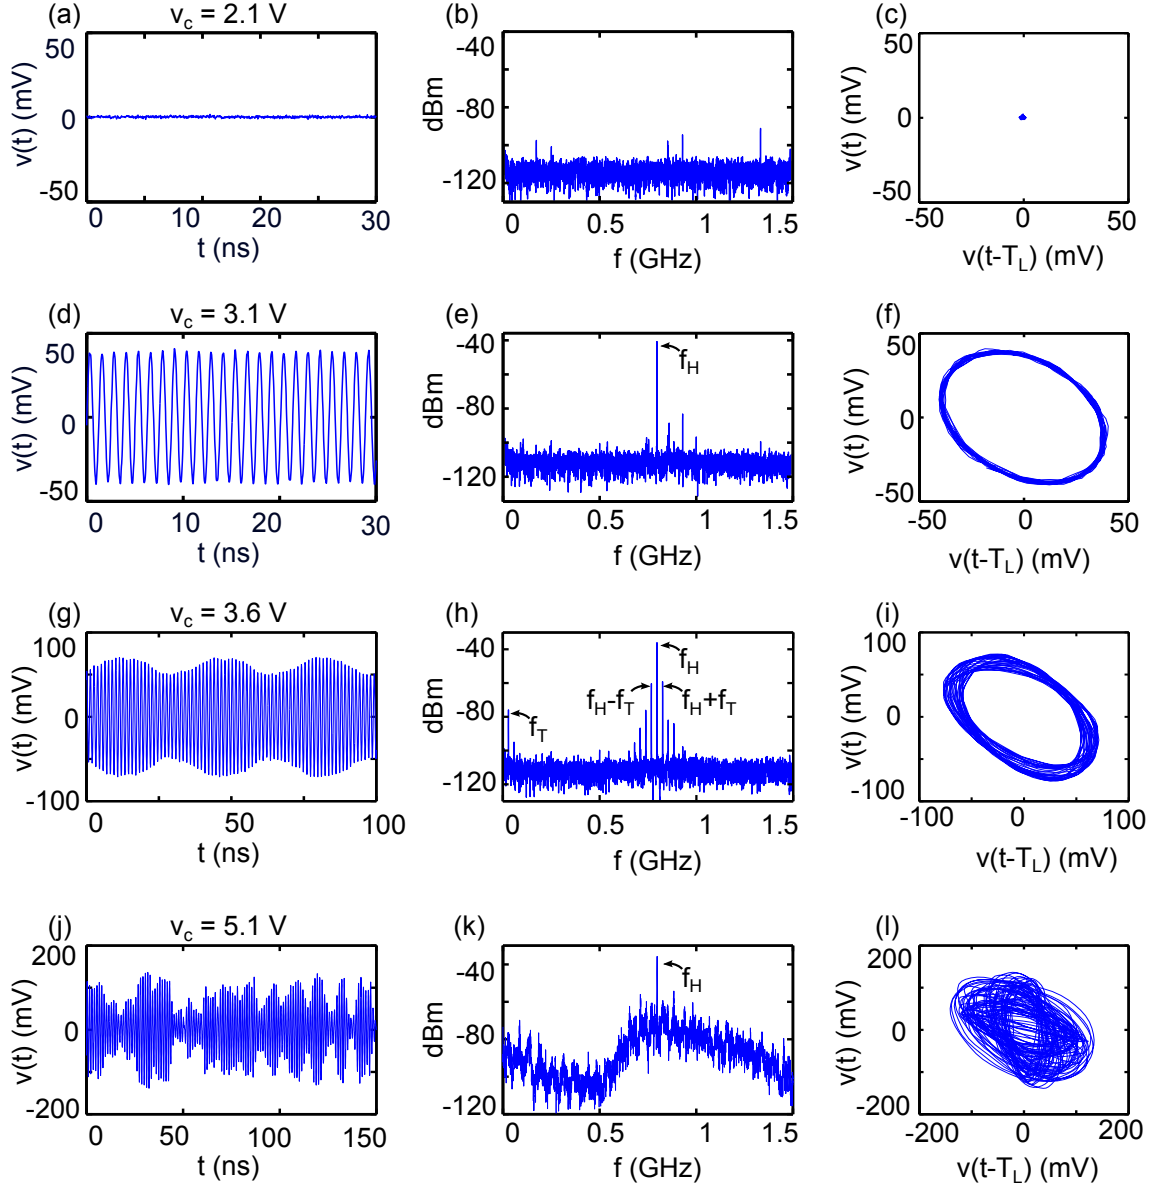 (a) v_c = 2.1 V
v(t) (mV)
50
0
-50
0 10 20 30
t (ns)
(b)
dBm
-40
-80
-120
0 0.5 1 1.5
f (GHz)
(c)
v(t) (mV)
50
0
-50
-50 0 50
v(t-T_L) (mV)
(d) v_c = 3.1 V
v(t) (mV)
50
0
-50
0 10 20 30
t (ns)
(e)
dBm
-40
-80
-120
f_H
0 0.5 1 1.5
f (GHz)
(f)
v(t) (mV)
50
0
-50
-50 0 50
v(t-T_L) (mV)
(g) v_c = 3.6 V
v(t) (mV)
100
0
-100
0 50 100
t (ns)
(h)
dBm
-40
-80
-120
f_H
f_H-f_T
f_H+f_T
f_T
0 0.5 1 1.5
f (GHz)
(i)
v(t) (mV)
100
0
-100
-100 0 100
v(t-T_L) (mV)
(j) v_c = 5.1 V
v(t) (mV)
200
0
-200
0 50 100 150
t (ns)
(k)
dBm
-40
-80
-120
f_H
0 0.5 1 1.5
f (GHz)
(l)
v(t) (mV)
200
0
-200
-200 0 200
v(t-T_L) (mV)